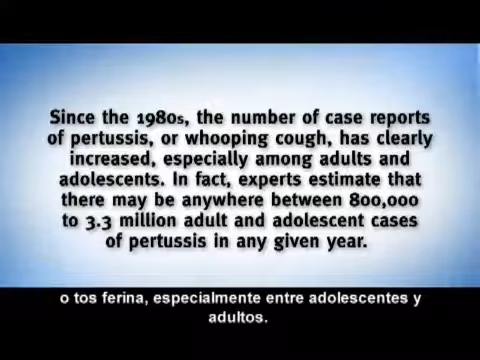 Since the 1980s, the number of case reports
of pertussis, or whooping cough, has clearly
increased, especially among adults and
adolescents. In fact, experts estimate that
there may be anywhere between 800,000
to 3.3 million adult and adolescent cases
of pertussis in any given year.
o tos ferina, especialmente entre adolescentes y
adultos.